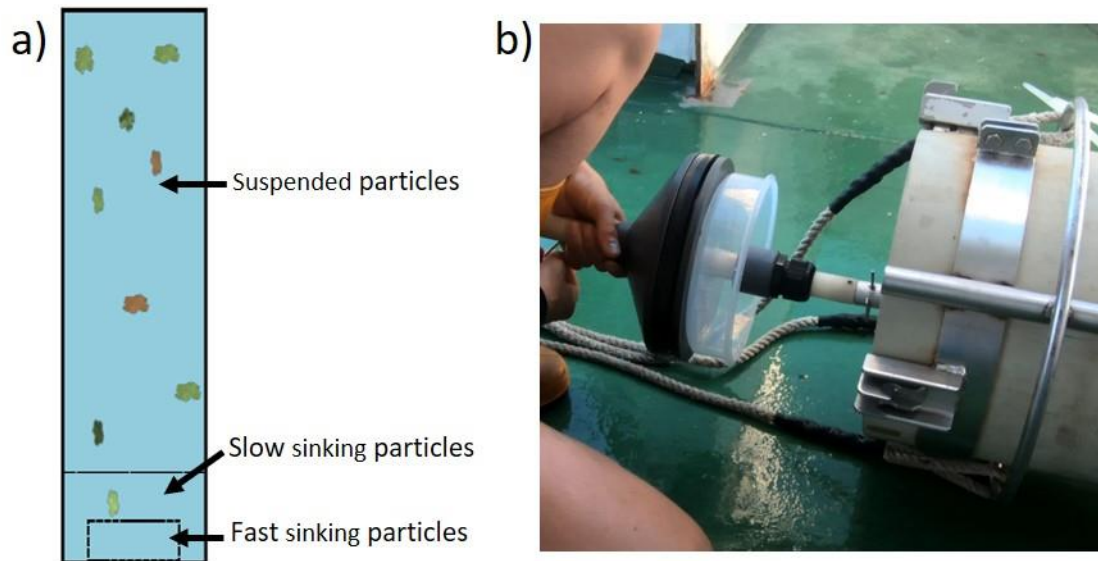 a)
b)
Suspended particles
Slow sinking particles
Fast sinking particles